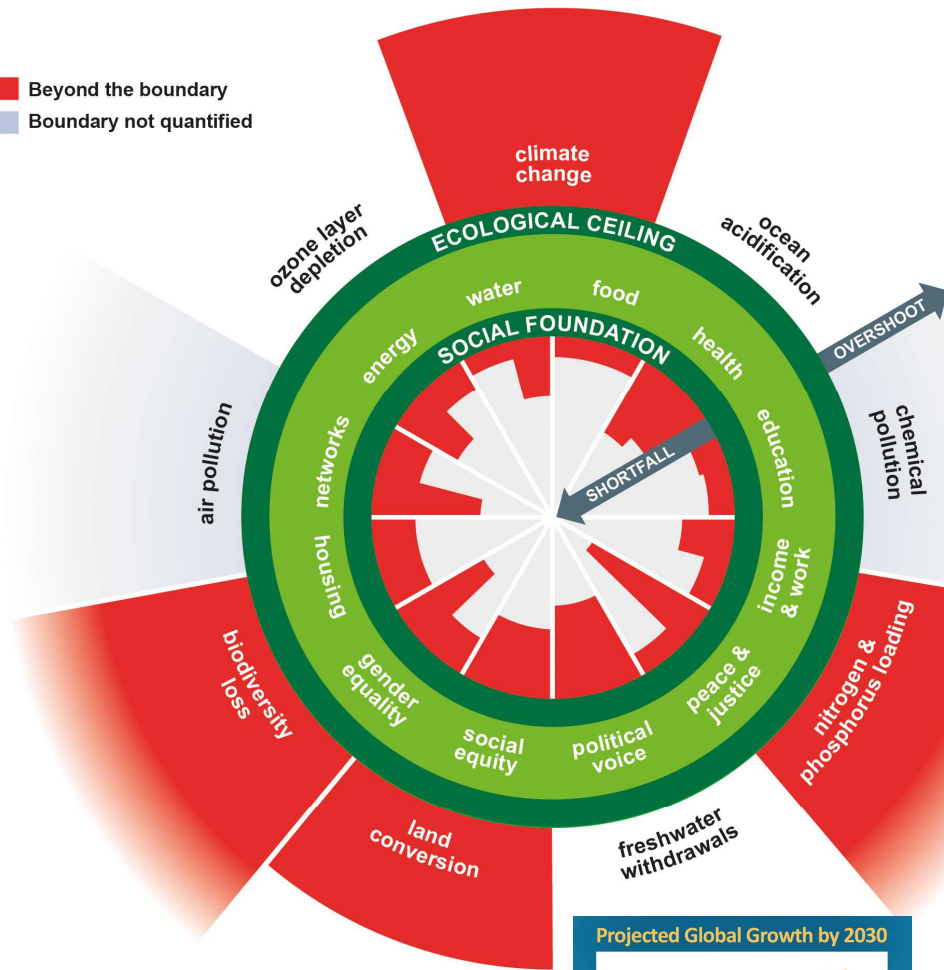 Beyond the boundary
Boundary not quantified
climate
change
ozone layer
depletion
ocean
acidification
ECOLOGICAL CEILING
OVERSHOOT
water
food
energy
health
SOCIAL FOUNDATION
networks
education
SHORTFALL
air pollution
chemical
pollution
housing
income
& work
biodiversity
loss
gender
equality
peace &
justice
nitrogen &
phosphorus loading
social
equity
political
voice
land
conversion
freshwater
withdrawals
Projected Global Growth by 2030